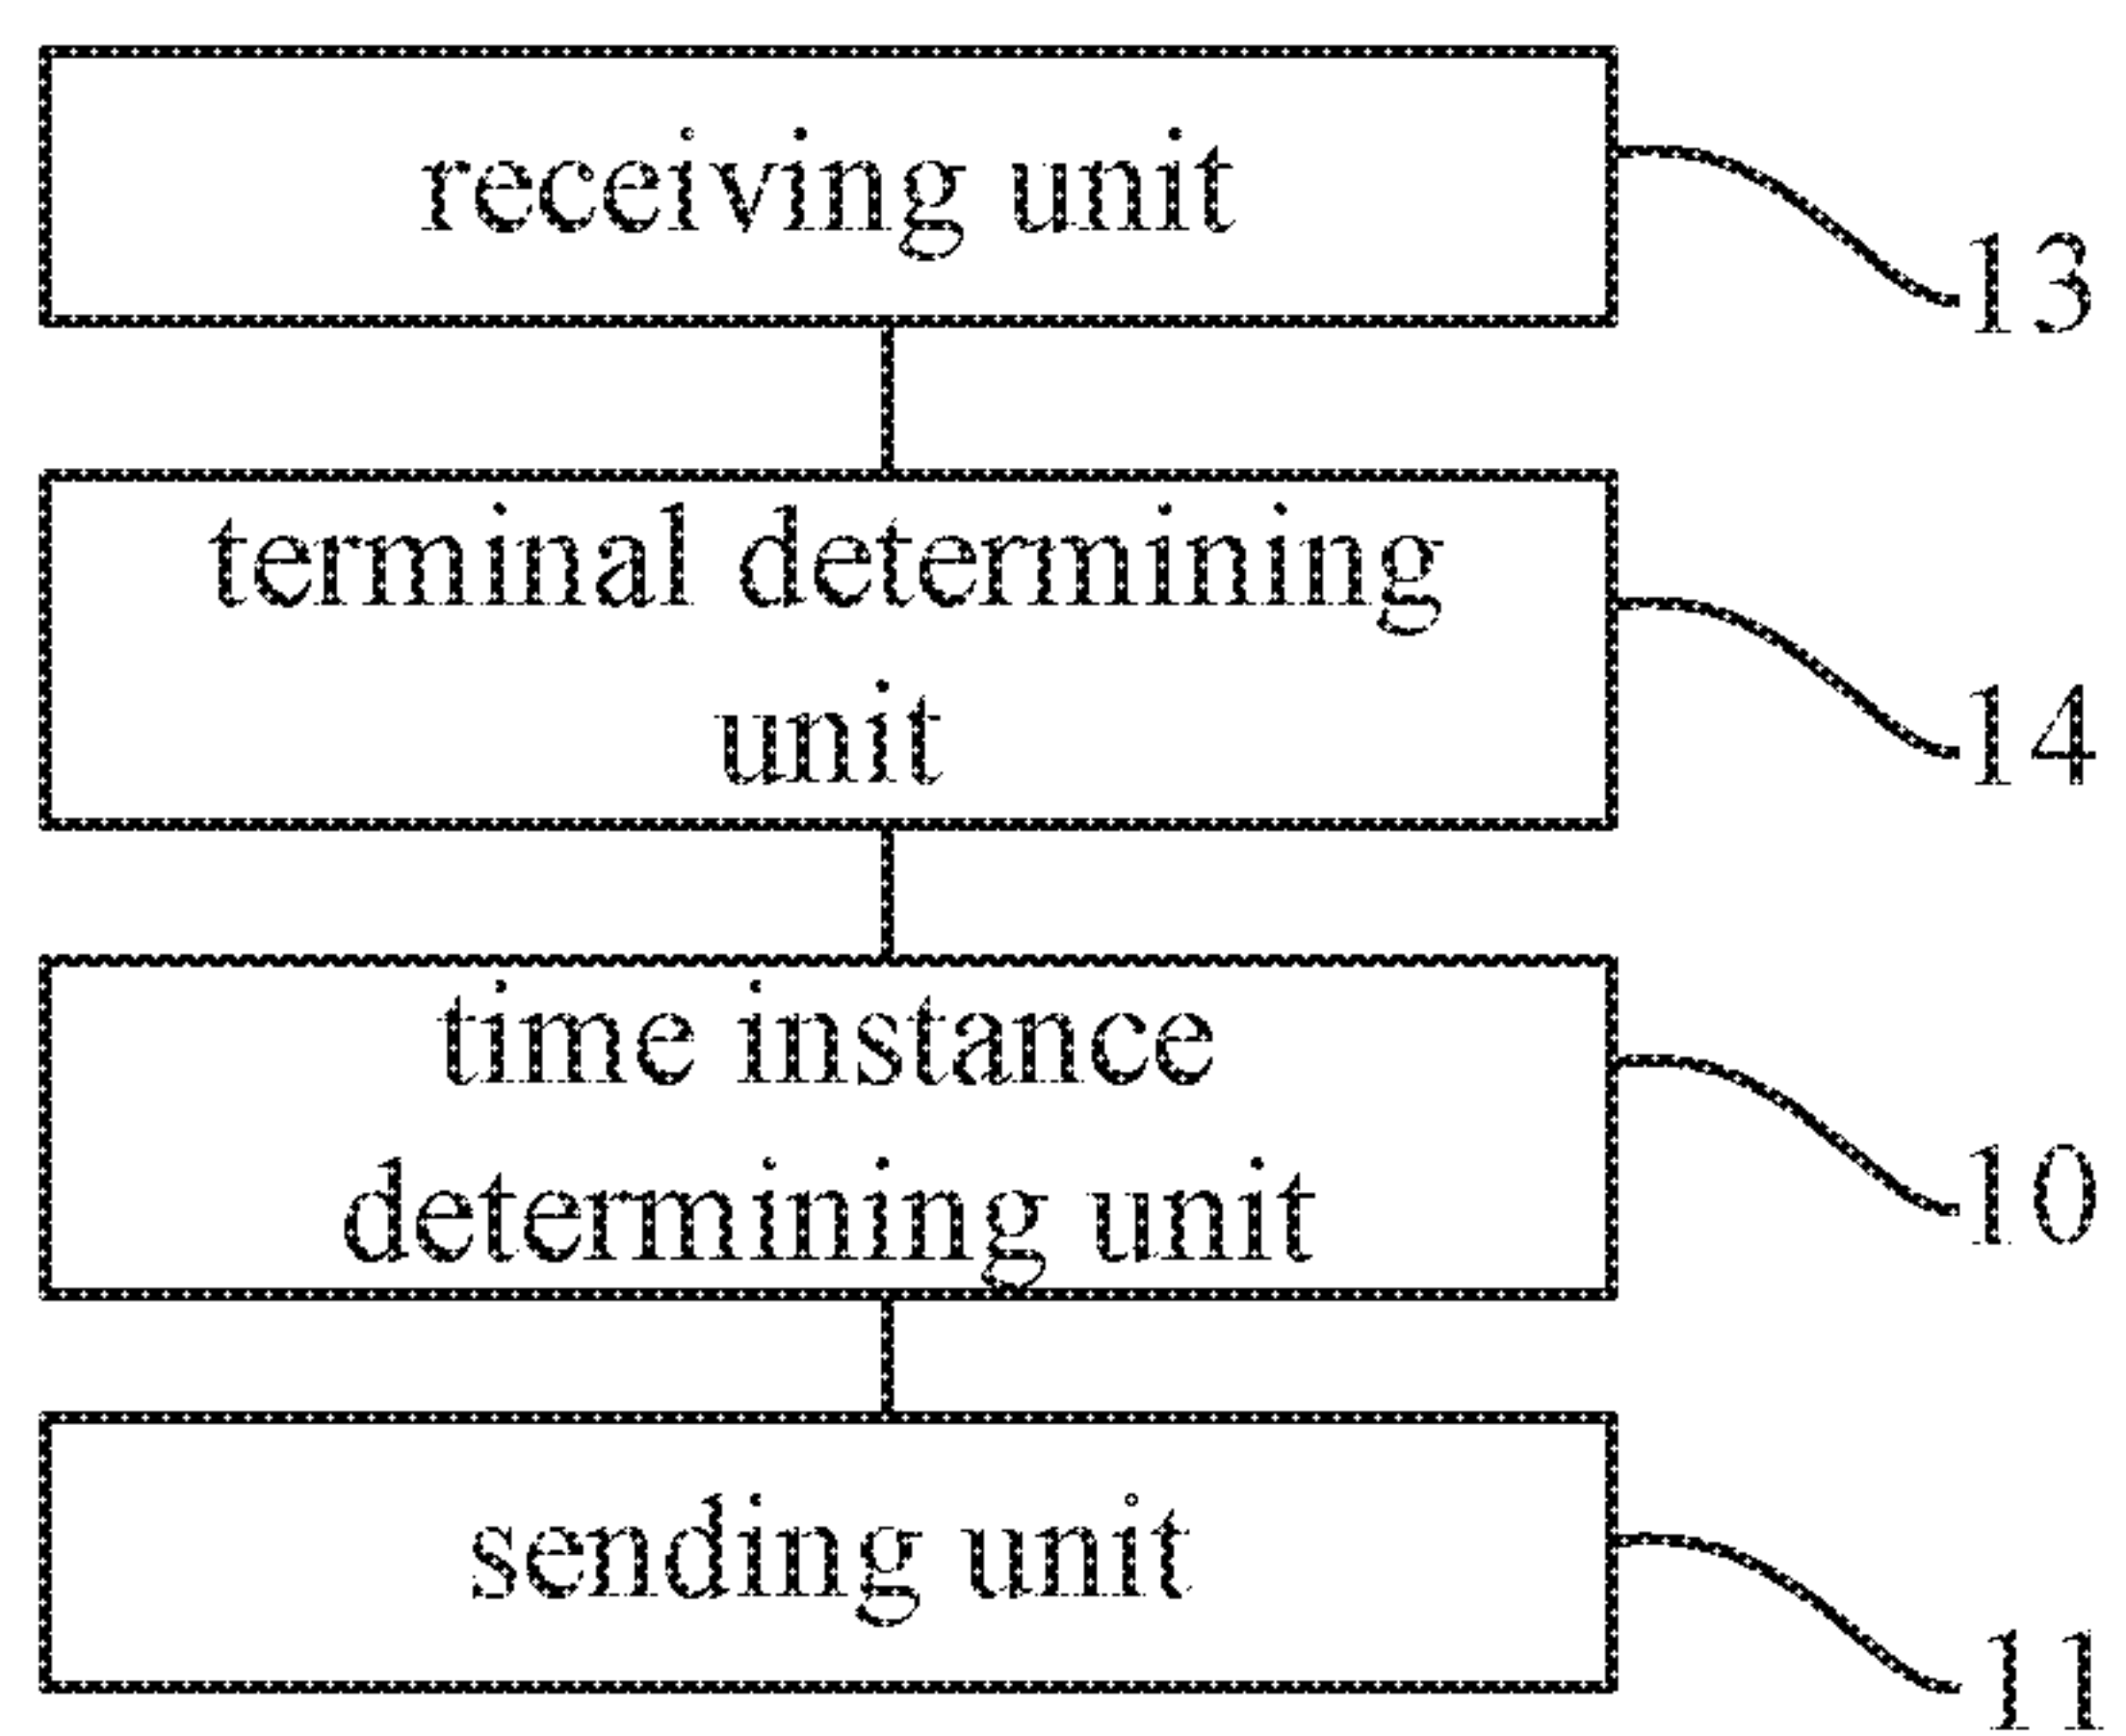 receiving unit
13
terminal determining
unit
14
time instance
determining unit
10
sending unit
11